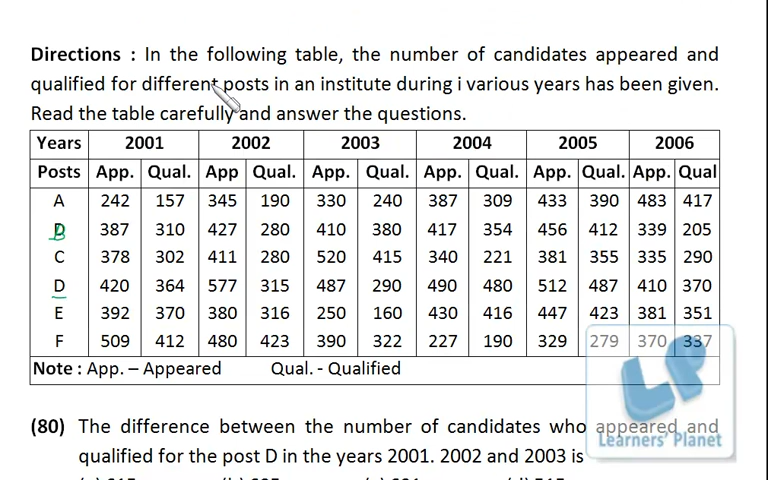 Directions : In the following table, the number of candidates appeared and
qualified for different posts in an institute during i various years has been given.
Read the table carefully and answer the questions.
Years 2001 2002 2003 2004 2005 2006
Posts App. Qual. App Qual. App. Qual. App. Qual. App. Qual. App. Qual
A 242 157 345 190 330 240 387 309 433 390 483 417
B 387 310 427 280 410 380 417 354 456 412 339 205
C 378 302 411 280 520 415 340 221 381 355 335 290
D 420 364 577 315 487 290 490 480 512 487 410 370
E 392 370 380 316 250 160 430 416 447 423 381 351
F 509 412 480 423 390 322 227 190 329 279 370 337
Note : App. – Appeared Qual. - Qualified
LP
Learners' Planet
(80) The difference between the number of candidates who appeared and
qualified for the post D in the years 2001. 2002 and 2003 is